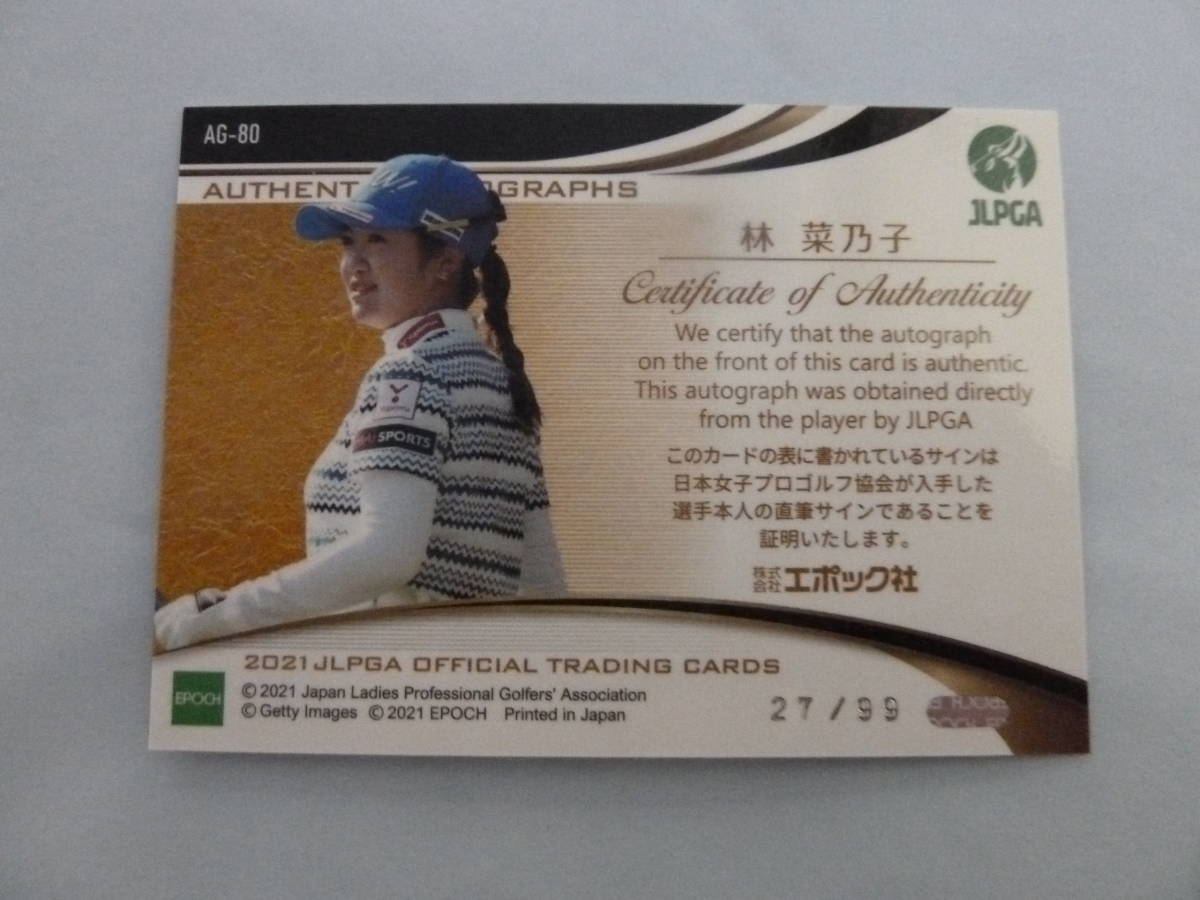 AG-80
AUTHENT OGRAPHS
JLPGA
林 菜乃子
Certificate of Authenticity
We certify that the autograph
on the front of this card is authentic.
This autograph was obtained directly
from the player by JLPGA
このカードの表に書かれているサインは
日本女子プロゴルフ協会が入手した
選手本人の直筆サインであることを
証明いたします。
株式会社エポック社
SPORTS
2021 JLPGA OFFICIAL TRADING CARDS
EPOCH
© 2021 Japan Ladies Professional Golfers' Association
© Getty Images © 2021 EPOCH Printed in Japan
27/99